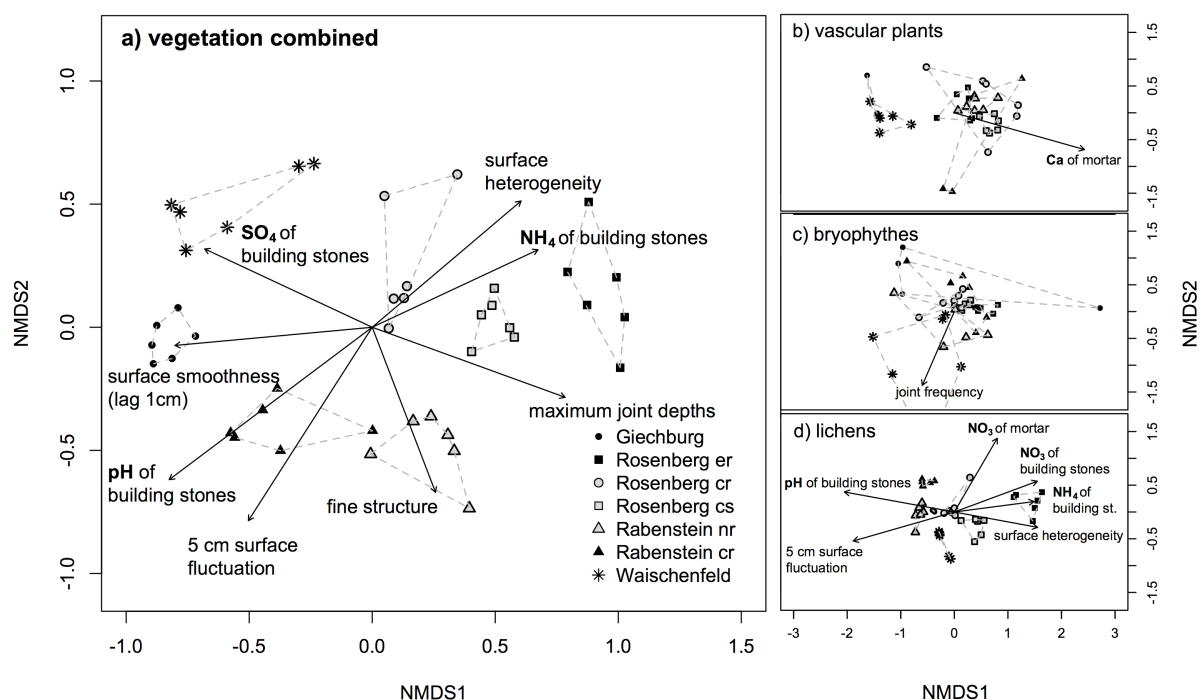 a) vegetation combined
surface
heterogeneity
NH4 of building stones
SO4 of
building stones
surface smoothness
(lag 1cm)
maximum joint depths
pH of
building stones
fine structure
5 cm surface
fluctuation
Giechburg
Rosenberg er
Rosenberg cr
Rosenberg cs
Rabenstein nr
Rabenstein cr
Waischenfeld
1.0
0.5
0.0
-0.5
-1.0
NMDS2
-1.0
-0.5
0.0
0.5
1.0
1.5
NMDS1
b) vascular plants
Ca of mortar
1.5
0.5
-0.5
-1.5
c) bryophythes
joint frequency
1.5
0.5
-0.5
-1.5
NMDS2
d) lichens
NO3 of mortar
NO3 of
building stones
pH of building stones
NH4 of
building st.
surface heterogeneity
5 cm surface
fluctuation
1.5
0.5
-0.5
-1.5
-3
-2
-1
0
1
2
3
NMDS1